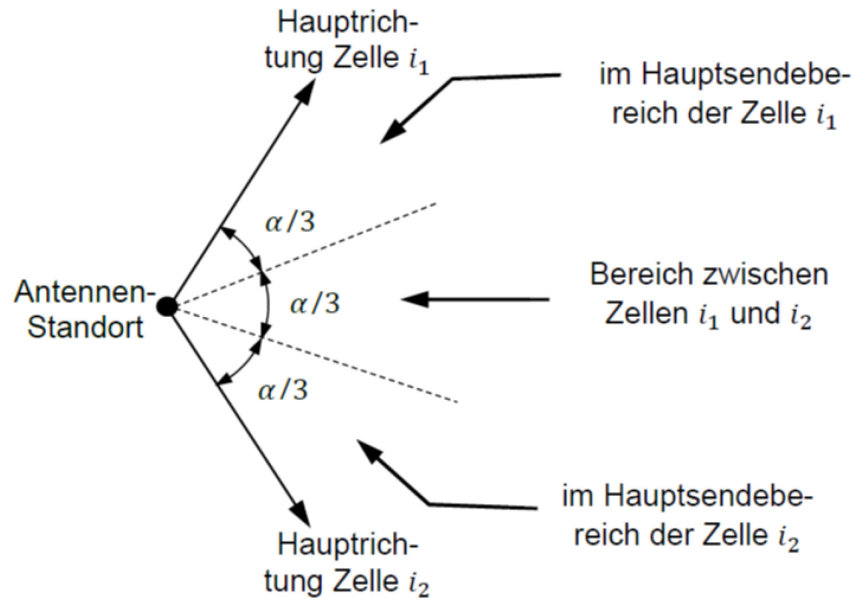 Hauptrich-
tung Zelle i₁
im Hauptsendebe-
reich der Zelle i₁
α/3
Antennen-
Standort
α/3
Bereich zwischen
Zellen i₁ und i₂
α/3
im Hauptsendebe-
reich der Zelle i₂
Hauptrich-
tung Zelle i₂